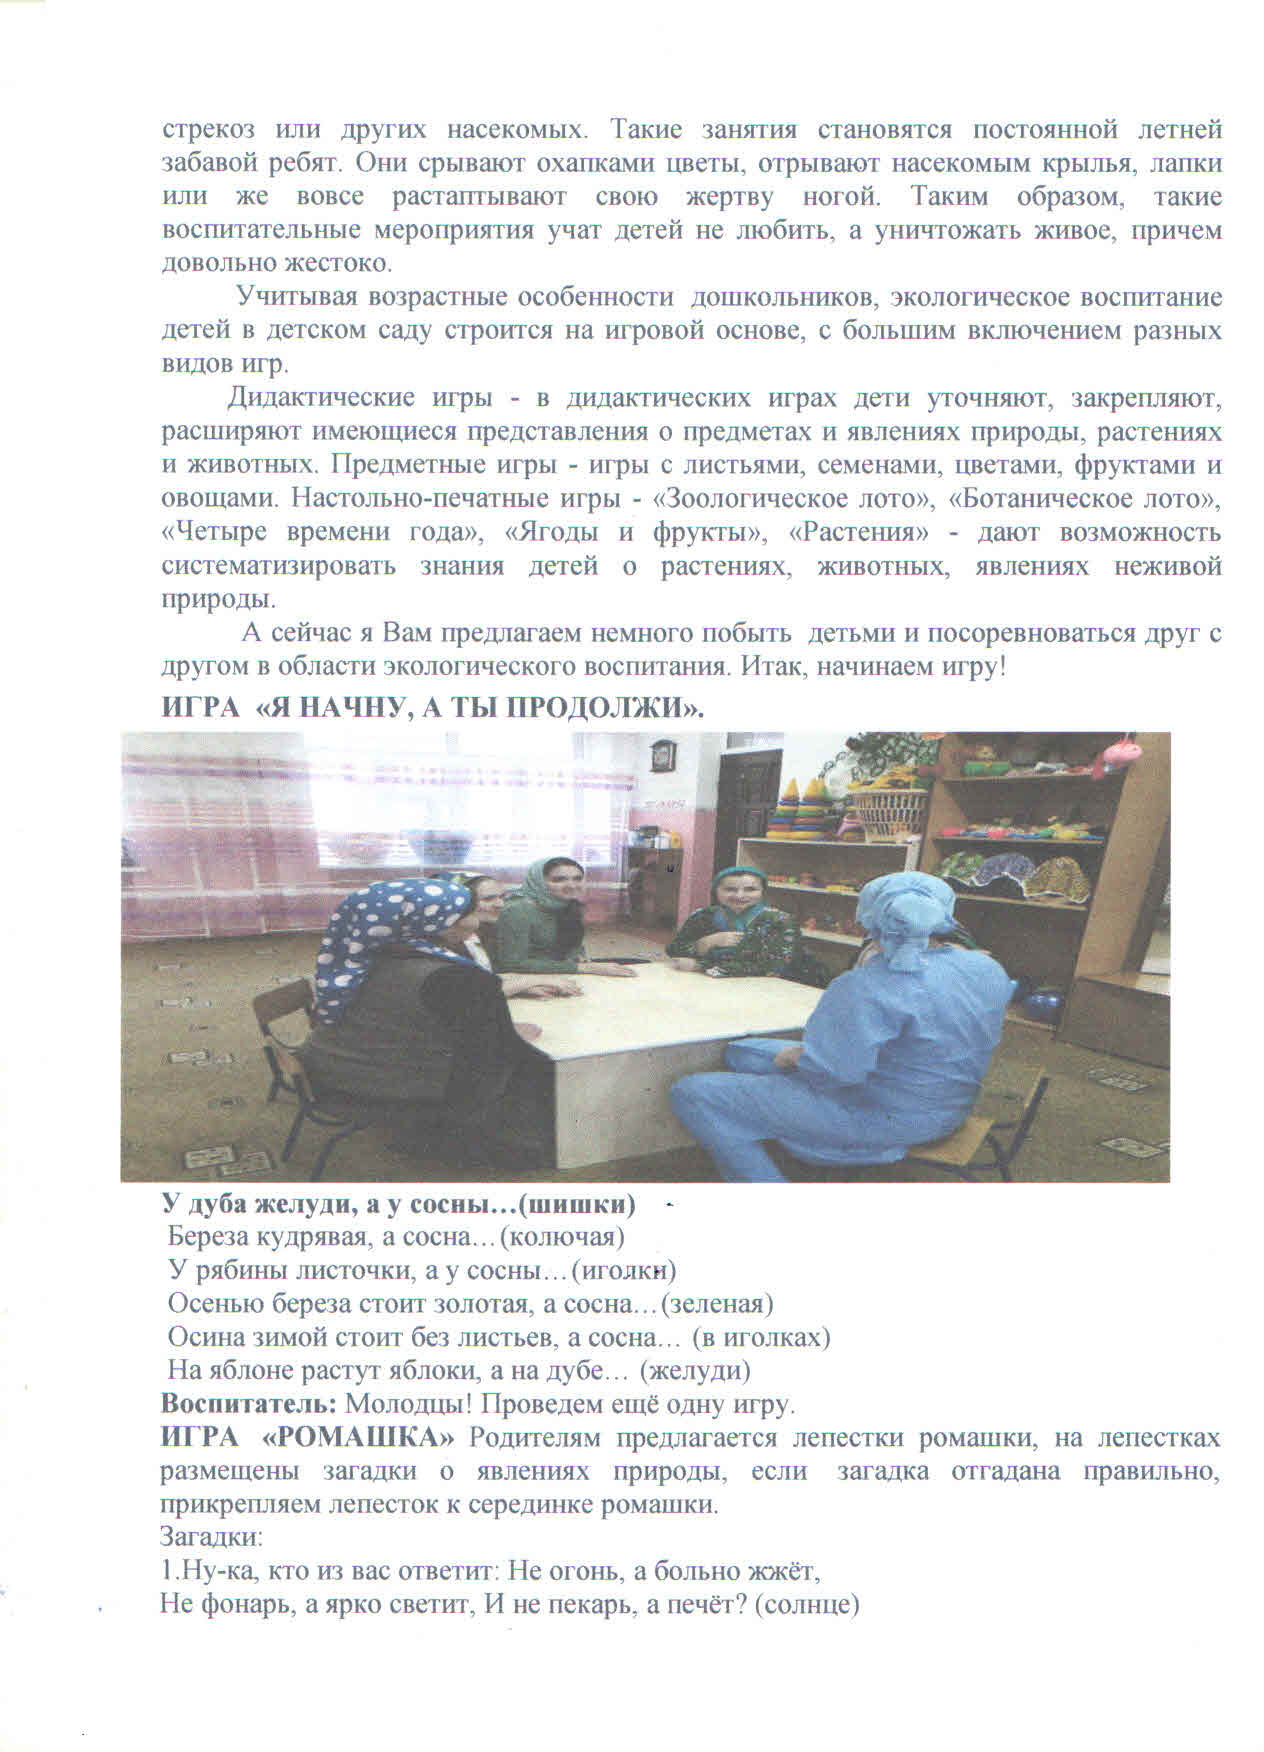 стрекоз или других насекомых. Такие занятия становятся постоянной летней
забавой ребят. Они срывают охапками цветы, отрывают насекомым крылья, лапки
или же вовсе растаптывают свою жертву ногой. Таким образом, такие
воспитательные мероприятия учат детей не любить, а уничтожать живое, причем
довольно жестоко.
Учитывая возрастные особенности дошкольников, экологическое воспитание
детей в детском саду строится на игровой основе, с большим включением разных
видов игр.
Дидактические игры - в дидактических играх дети уточняют, закрепляют,
расширяют имеющиеся представления о предметах и явлениях природы, растениях
и животных. Предметные игры - игры с листьями, семенами, цветами, фруктами и
овощами. Настольно-печатные игры - «Зоологическое лото», «Ботаническое лото»,
«Четыре времени года», «Ягоды и фрукты», «Растения» - дают возможность
систематизировать знания детей о растениях, животных, явлениях неживой
природы.
А сейчас я Вам предлагаем немного побыть детьми и посоревноваться друг с
другом в области экологического воспитания. Итак, начинаем игру!
ИГРА «Я НАЧНУ, А ТЫ ПРОДОЛЖИ».
У дуба желуди, а у сосны…(шишки)
Береза кудрявая, а сосна…(колючая)
У рябины листочки, а у сосны…(иголки)
Осенью береза стоит золотая, а сосна…(зеленая)
Осина зимой стоит без листьев, а сосна… (в иголках)
На яблоне растут яблоки, а на дубе… (желуди)
Воспитатель: Молодцы! Проведем ещё одну игру.
ИГРА «РОМАШКА» Родителям предлагается лепестки ромашки, на лепестках
размещены загадки о явлениях природы, если загадка отгадана правильно,
прикрепляем лепесток к серединке ромашки.
Загадки:
1.Ну-ка, кто из вас ответит: Не огонь, а больно жжёт,
Не фонарь, а ярко светит, И не пекарь, а печёт? (солнце)